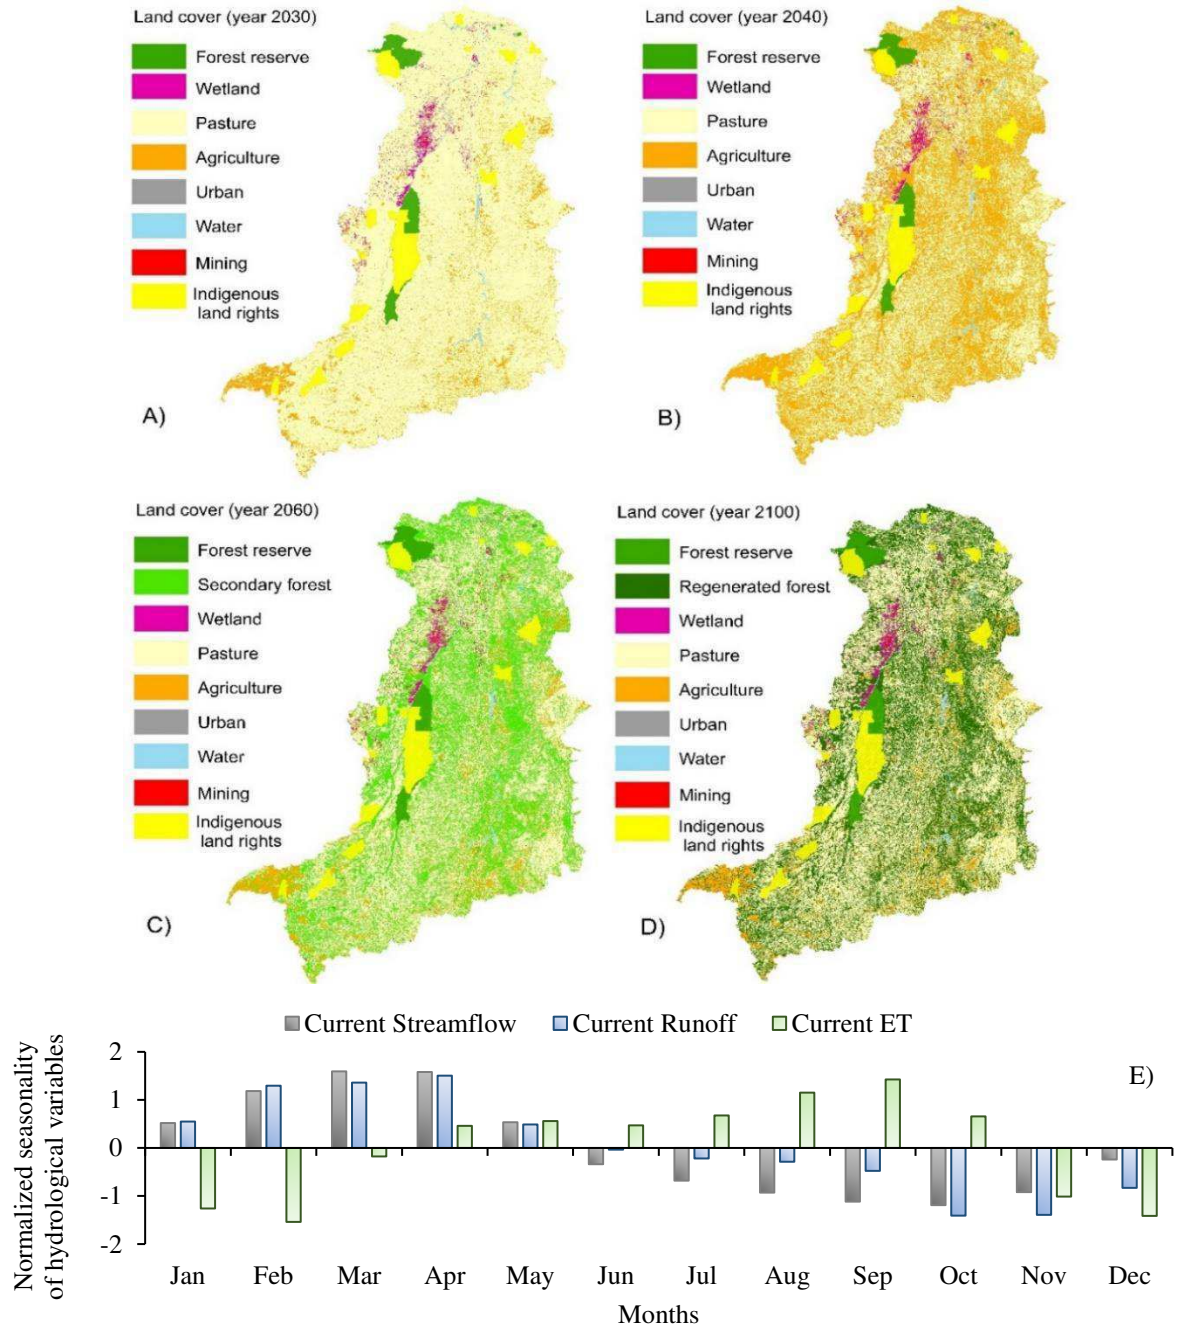 Land cover (year 2030)
Forest reserve
Wetland
Pasture
Agriculture
Urban
Water
Mining
Indigenous
land rights
A)
Land cover (year 2040)
Forest reserve
Wetland
Pasture
Agriculture
Urban
Water
Mining
Indigenous
land rights
B)
Land cover (year 2060)
Forest reserve
Secondary forest
Wetland
Pasture
Agriculture
Urban
Water
Mining
Indigenous
land rights
C)
Land cover (year 2100)
Forest reserve
Regenerated forest
Wetland
Pasture
Agriculture
Urban
Water
Mining
Indigenous
land rights
D)
Current Streamflow Current Runoff Current ET
E)
Normalized seasonality
of hydrological variables
2
1
0
-1
-2
Jan Feb Mar Apr May Jun Jul Aug Sep Oct Nov Dec
Months